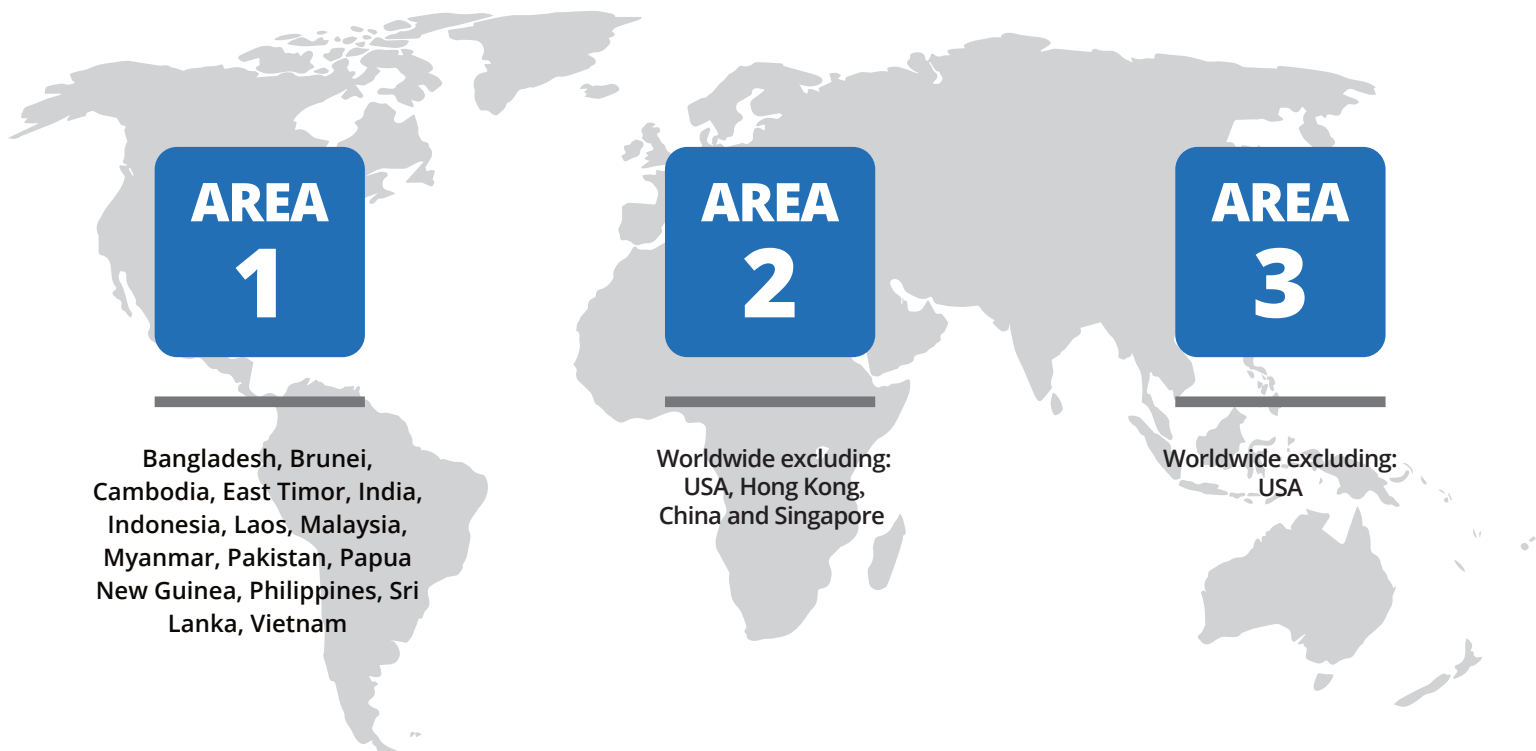 AREA
1
Bangladesh, Brunei,
Cambodia, East Timor, India,
Indonesia, Laos, Malaysia,
Myanmar, Pakistan, Papua
New Guinea, Philippines, Sri
Lanka, Vietnam
AREA
2
Worldwide excluding:
USA, Hong Kong,
China and Singapore
AREA
3
Worldwide excluding:
USA